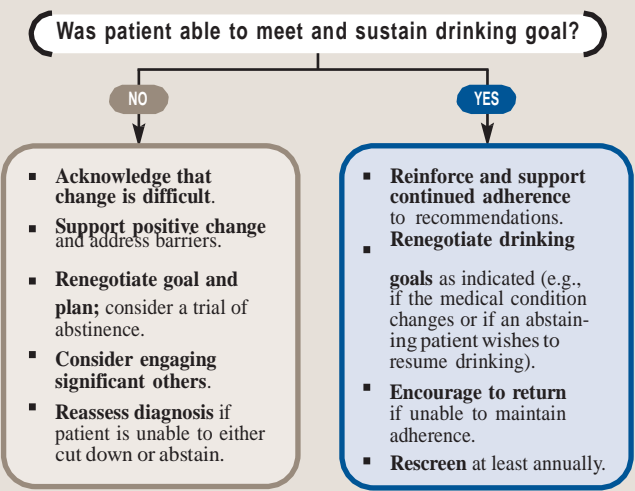 Was patient able to meet and sustain drinking goal?
NO
YES
▪ Acknowledge that
change is difficult.
▪ Support positive change
and address barriers.
▪ Renegotiate goal and
plan; consider a trial of
abstinence.
▪ Consider engaging
significant others.
▪ Reassess diagnosis if
patient is unable to either
cut down or abstain.
▪ Reinforce and support
continued adherence
to recommendations.
▪ Renegotiate drinking
goals as indicated (e.g.,
if the medical condition
changes or if an abstain-
ing patient wishes to
resume drinking).
▪ Encourage to return
if unable to maintain
adherence.
▪ Rescreen at least annually.